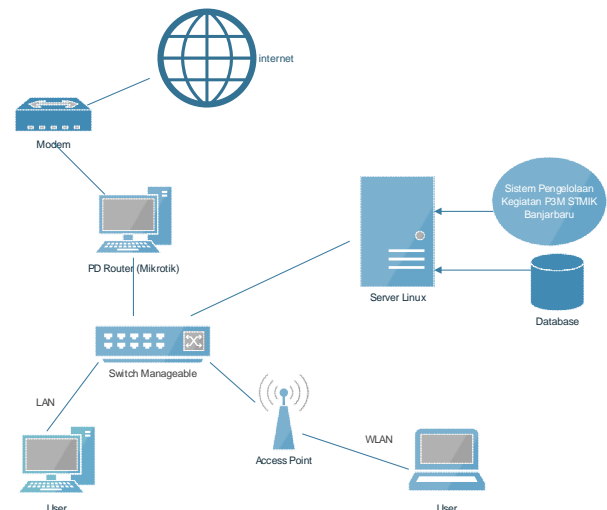 internet
Modem
Sistem Pengelolaan
Kegiatan P3M STMIK
Banjarbaru
PD Router (Mikrotik)
Server Linux
Database
Switch Manageable
LAN
WLAN
Access Point
User
User